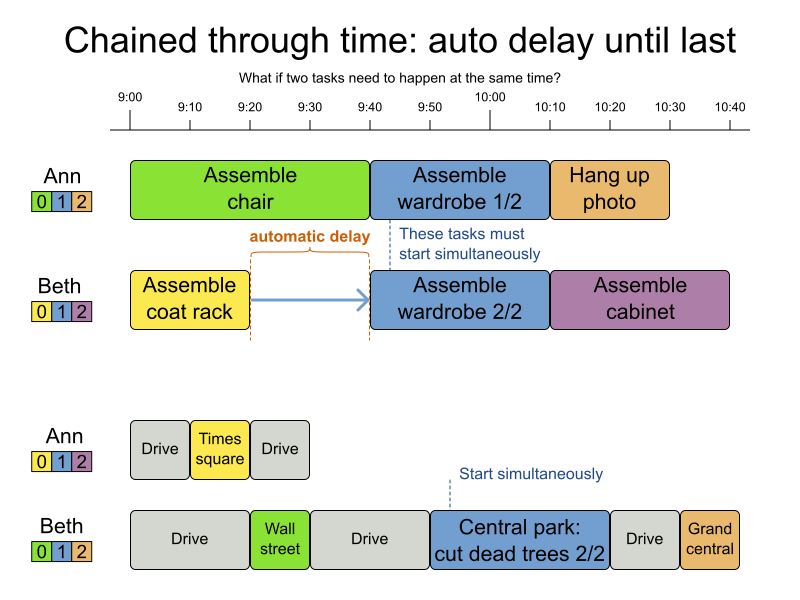 Chained through time: auto delay until last
What if two tasks need to happen at the same time?
9:00 9:10 9:20 9:30 9:40 9:50 10:00 10:10 10:20 10:30 10:40
Ann
0 1 2
Assemble
chair
Assemble
wardrobe 1/2
Hang up
photo
automatic delay
These tasks must
start simultaneously
Beth
0 1 2
Assemble
coat rack
Assemble
wardrobe 2/2
Assemble
cabinet
Ann
0 1 2
Drive
Times
square
Drive
Start simultaneously
Beth
0 1 2
Drive
Wall
street
Drive
Central park:
cut dead trees 2/2
Drive
Grand
central